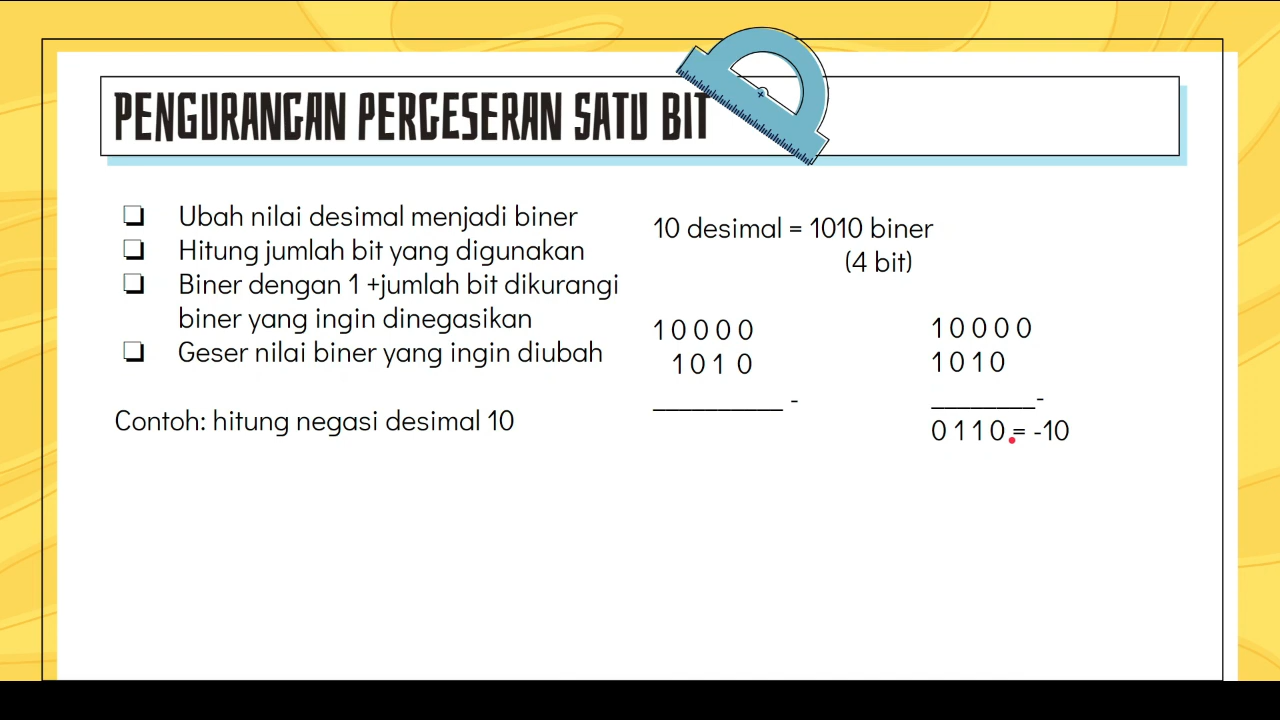 PENGURANGAN PERGESERAN SATU BIT
❏ Ubah nilai desimal menjadi biner
❏ Hitung jumlah bit yang digunakan
❏ Biner dengan 1 +jumlah bit dikurangi
biner yang ingin dinegasikan
❏ Geser nilai biner yang ingin diubah
Contoh: hitung negasi desimal 10
10 desimal = 1010 biner
(4 bit)
1 0 0 0 0
1 0 1 0
__________ -
1 0 0 0 0
1 0 1 0
________-
0 1 1 0 = -10